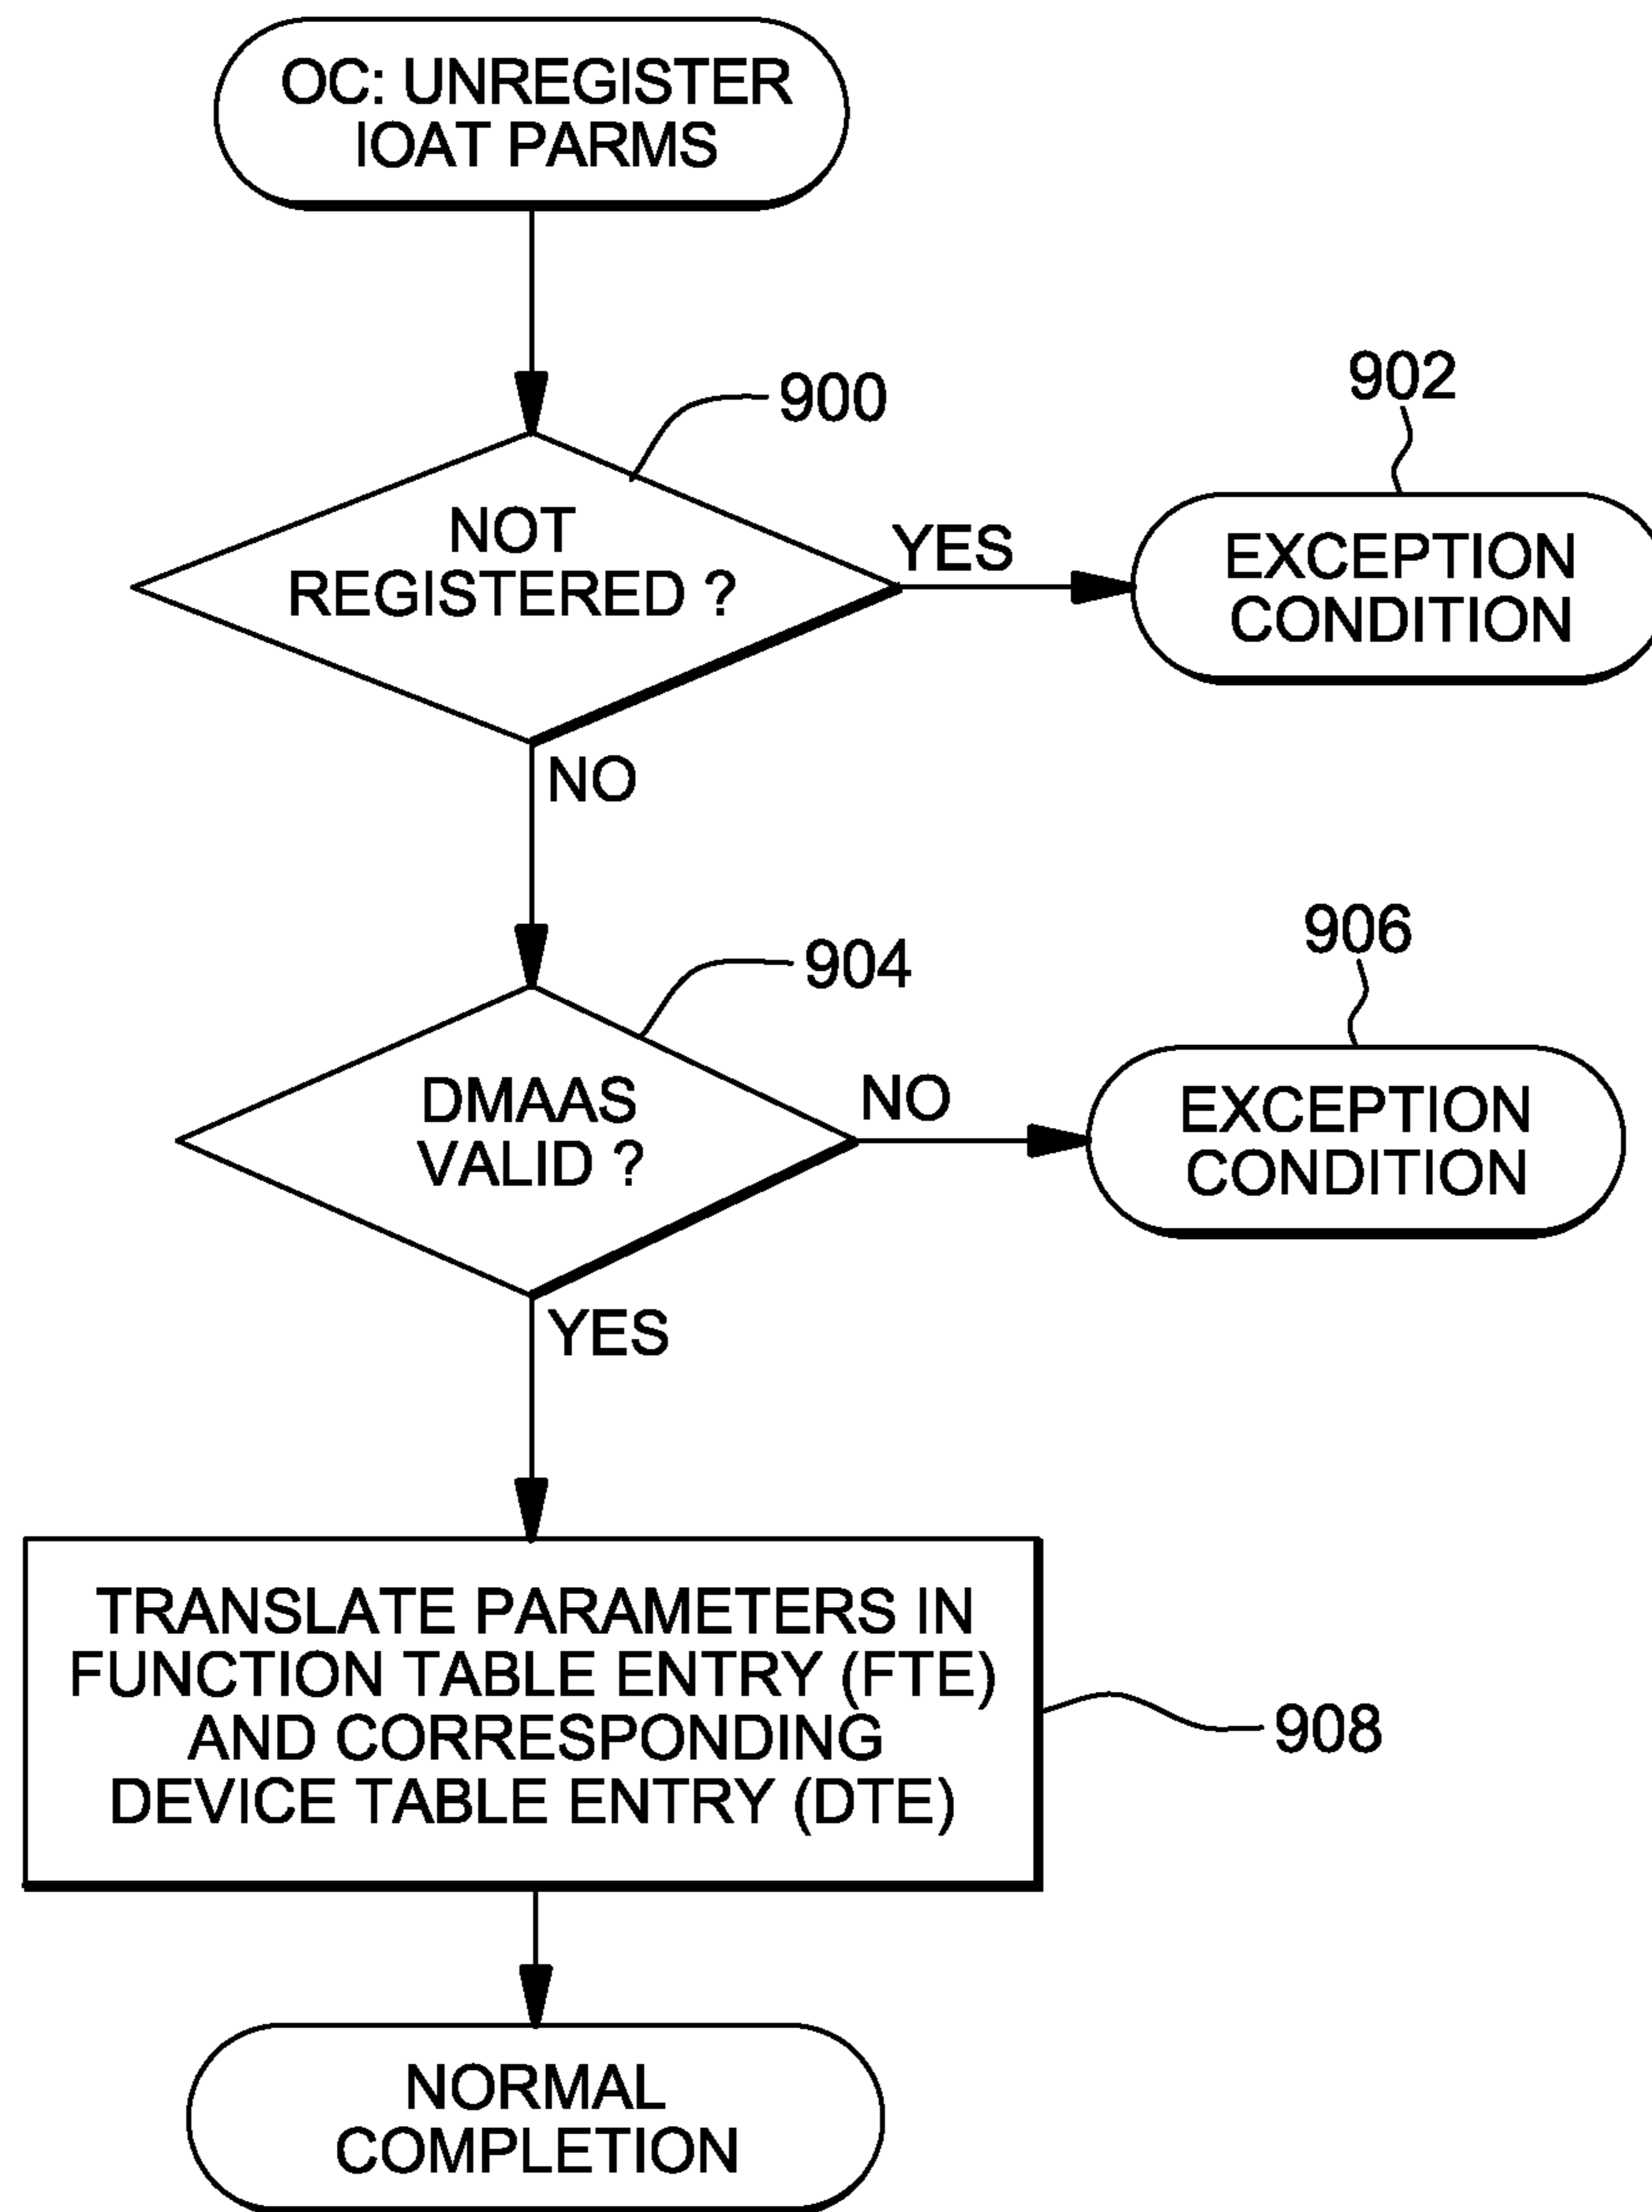 OC: UNREGISTER
IOAT PARMS
900
902
NOT
REGISTERED ?
YES
EXCEPTION
CONDITION
NO
904
906
DMAAS
VALID ?
NO
EXCEPTION
CONDITION
YES
TRANSLATE PARAMETERS IN
FUNCTION TABLE ENTRY (FTE)
AND CORRESPONDING
DEVICE TABLE ENTRY (DTE)
908
NORMAL
COMPLETION